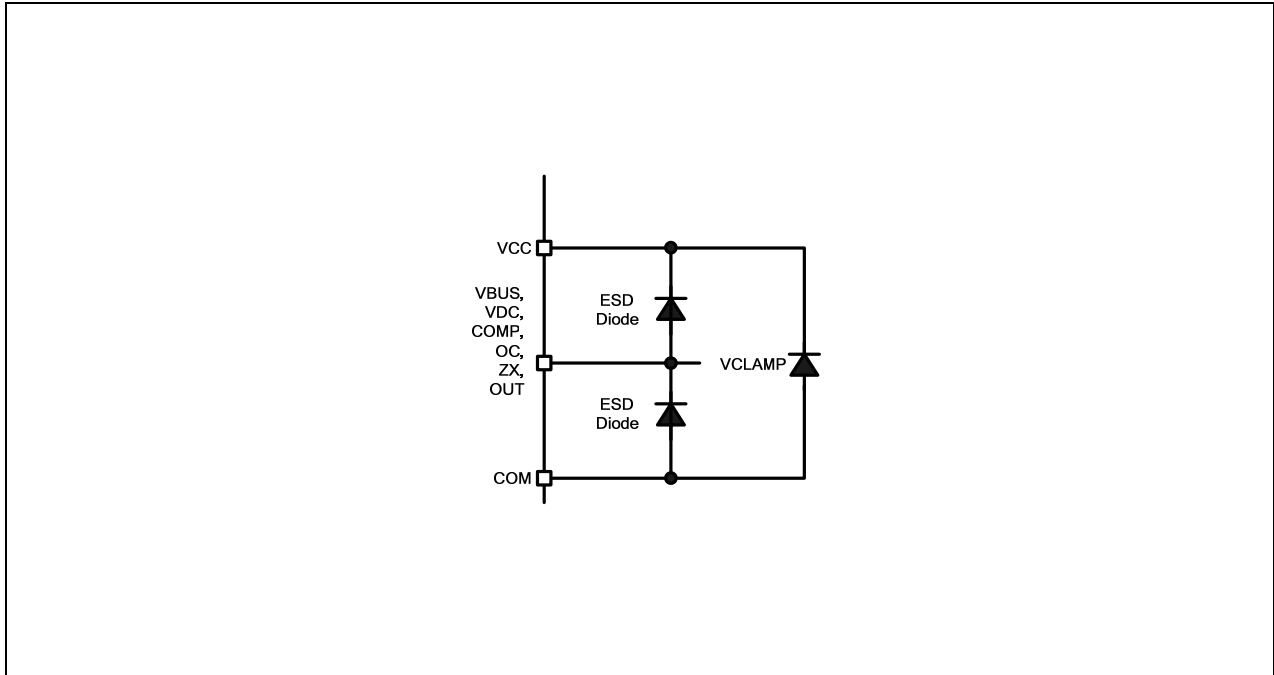 VCC
VBUS,
VDC,
COMP,
OC,
ZX,
OUT
ESD
Diode
VCLAMP
ESD
Diode
COM